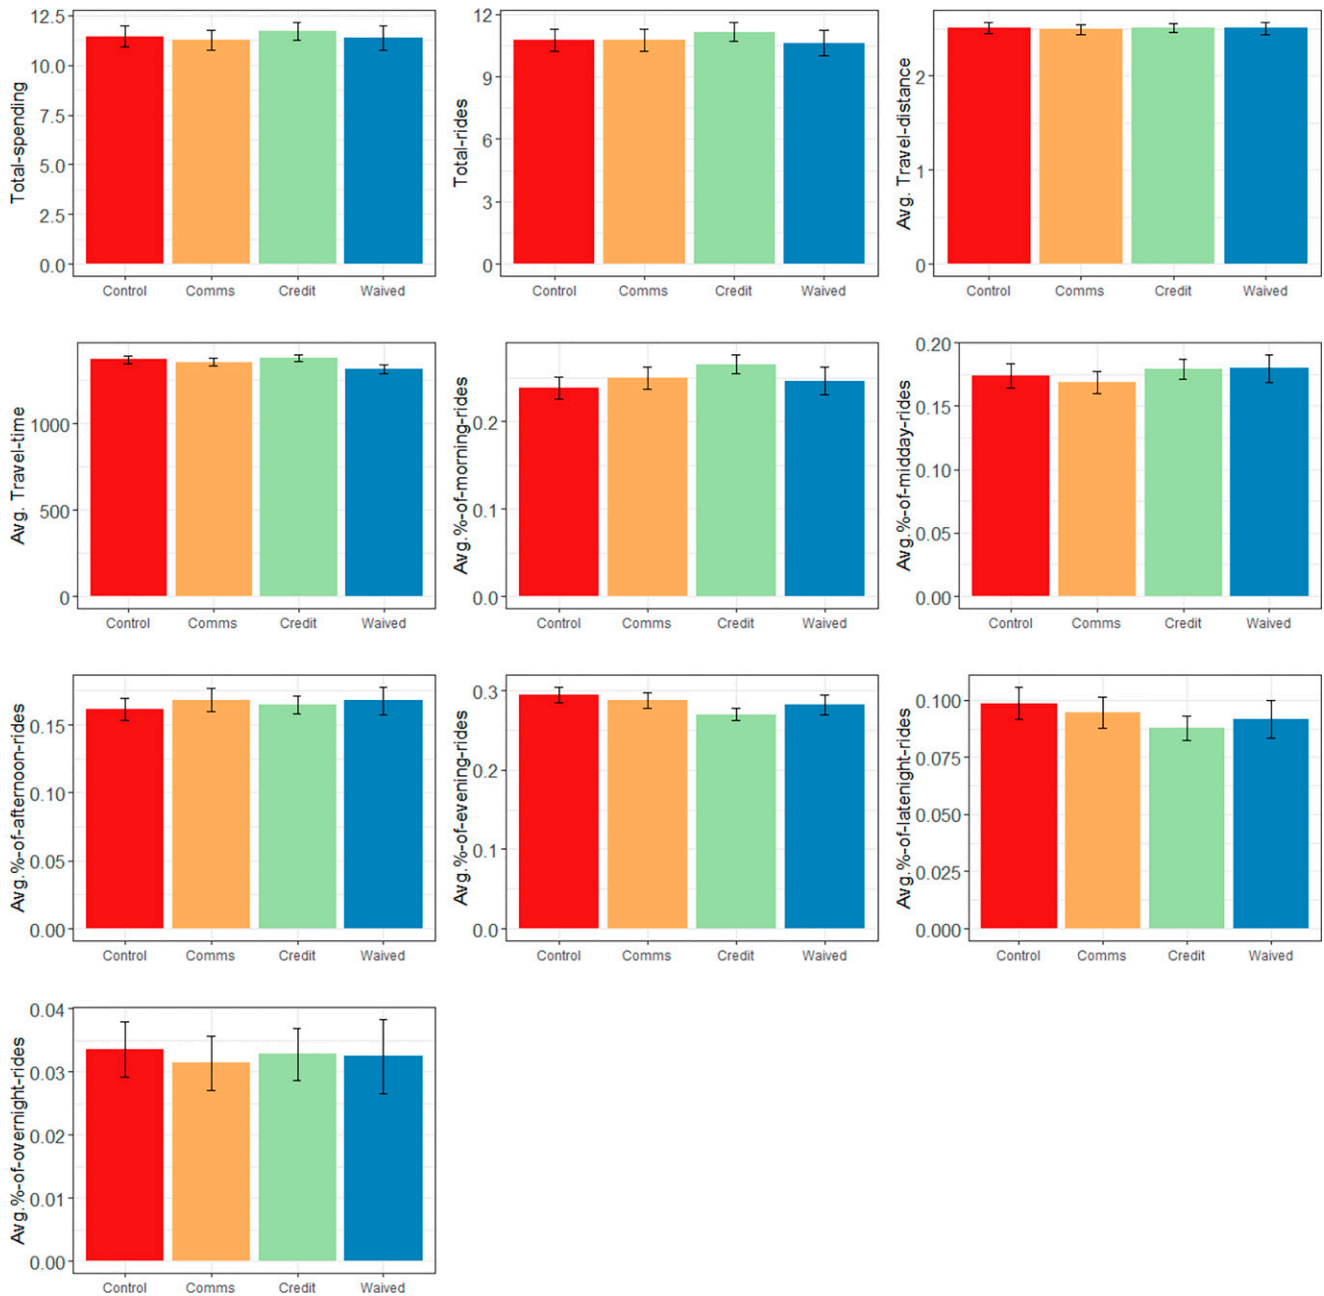 Total-spending
12.5
10.0
7.5
5.0
2.5
0.0
Control Comms Credit Waived
Total-rides
12
9
6
3
0
Control Comms Credit Waived
Avg. Travel-distance
2
1
0
Control Comms Credit Waived
Avg. Travel-time
1000
500
0
Control Comms Credit Waived
Avg.%-of-morning-rides
0.2
0.1
0.0
Control Comms Credit Waived
Avg.%-of-midday-rides
0.20
0.15
0.10
0.05
0.00
Control Comms Credit Waived
Avg.%-of-afternoon-rides
0.15
0.10
0.05
0.00
Control Comms Credit Waived
Avg.%-of-evening-rides
0.3
0.2
0.1
0.0
Control Comms Credit Waived
Avg.%-of-latenight-rides
0.100
0.075
0.050
0.025
0.000
Control Comms Credit Waived
Avg.%-of-overnight-rides
0.04
0.03
0.02
0.01
0.00
Control Comms Credit Waived